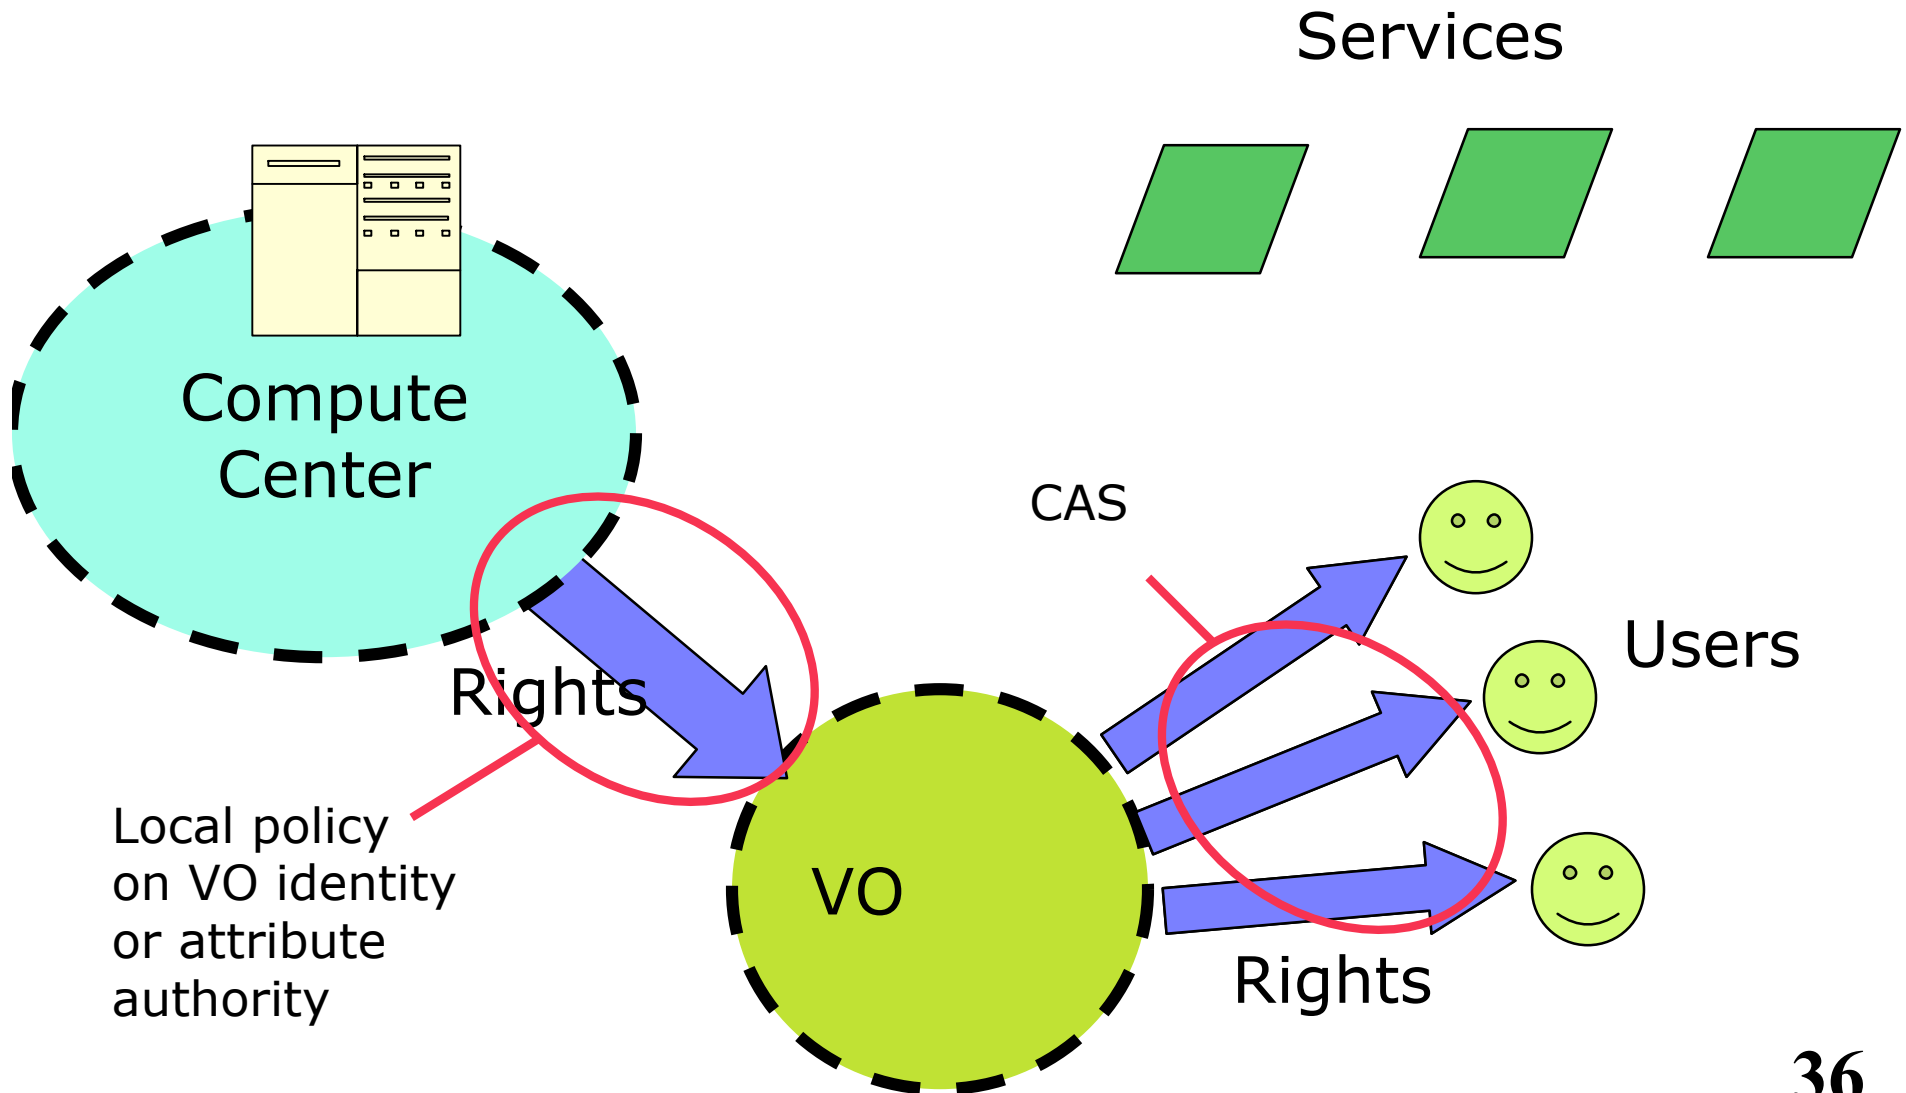 Services
Compute
Center
CAS
Users
Rights
Local policy
on VO identity
or attribute
authority
VO
Rights
36